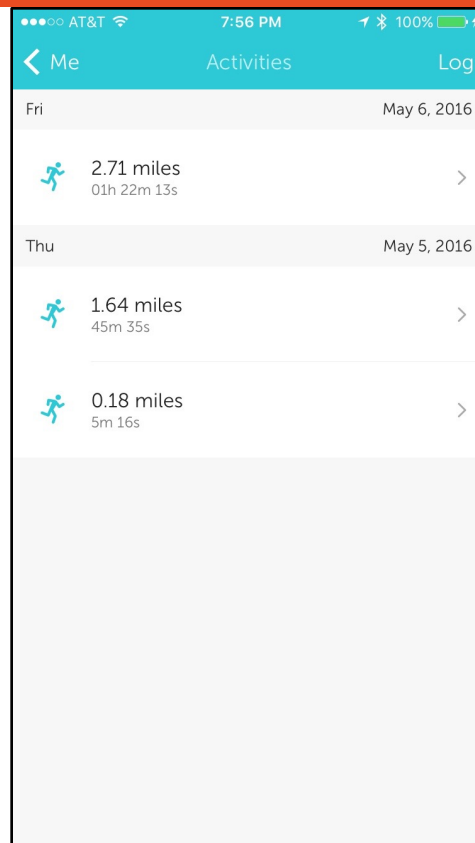 AT&T 7:56 PM 100%
Me Activities Log
Fri May 6, 2016
2.71 miles
01h 22m 13s
Thu May 5, 2016
1.64 miles
45m 35s
0.18 miles
5m 16s